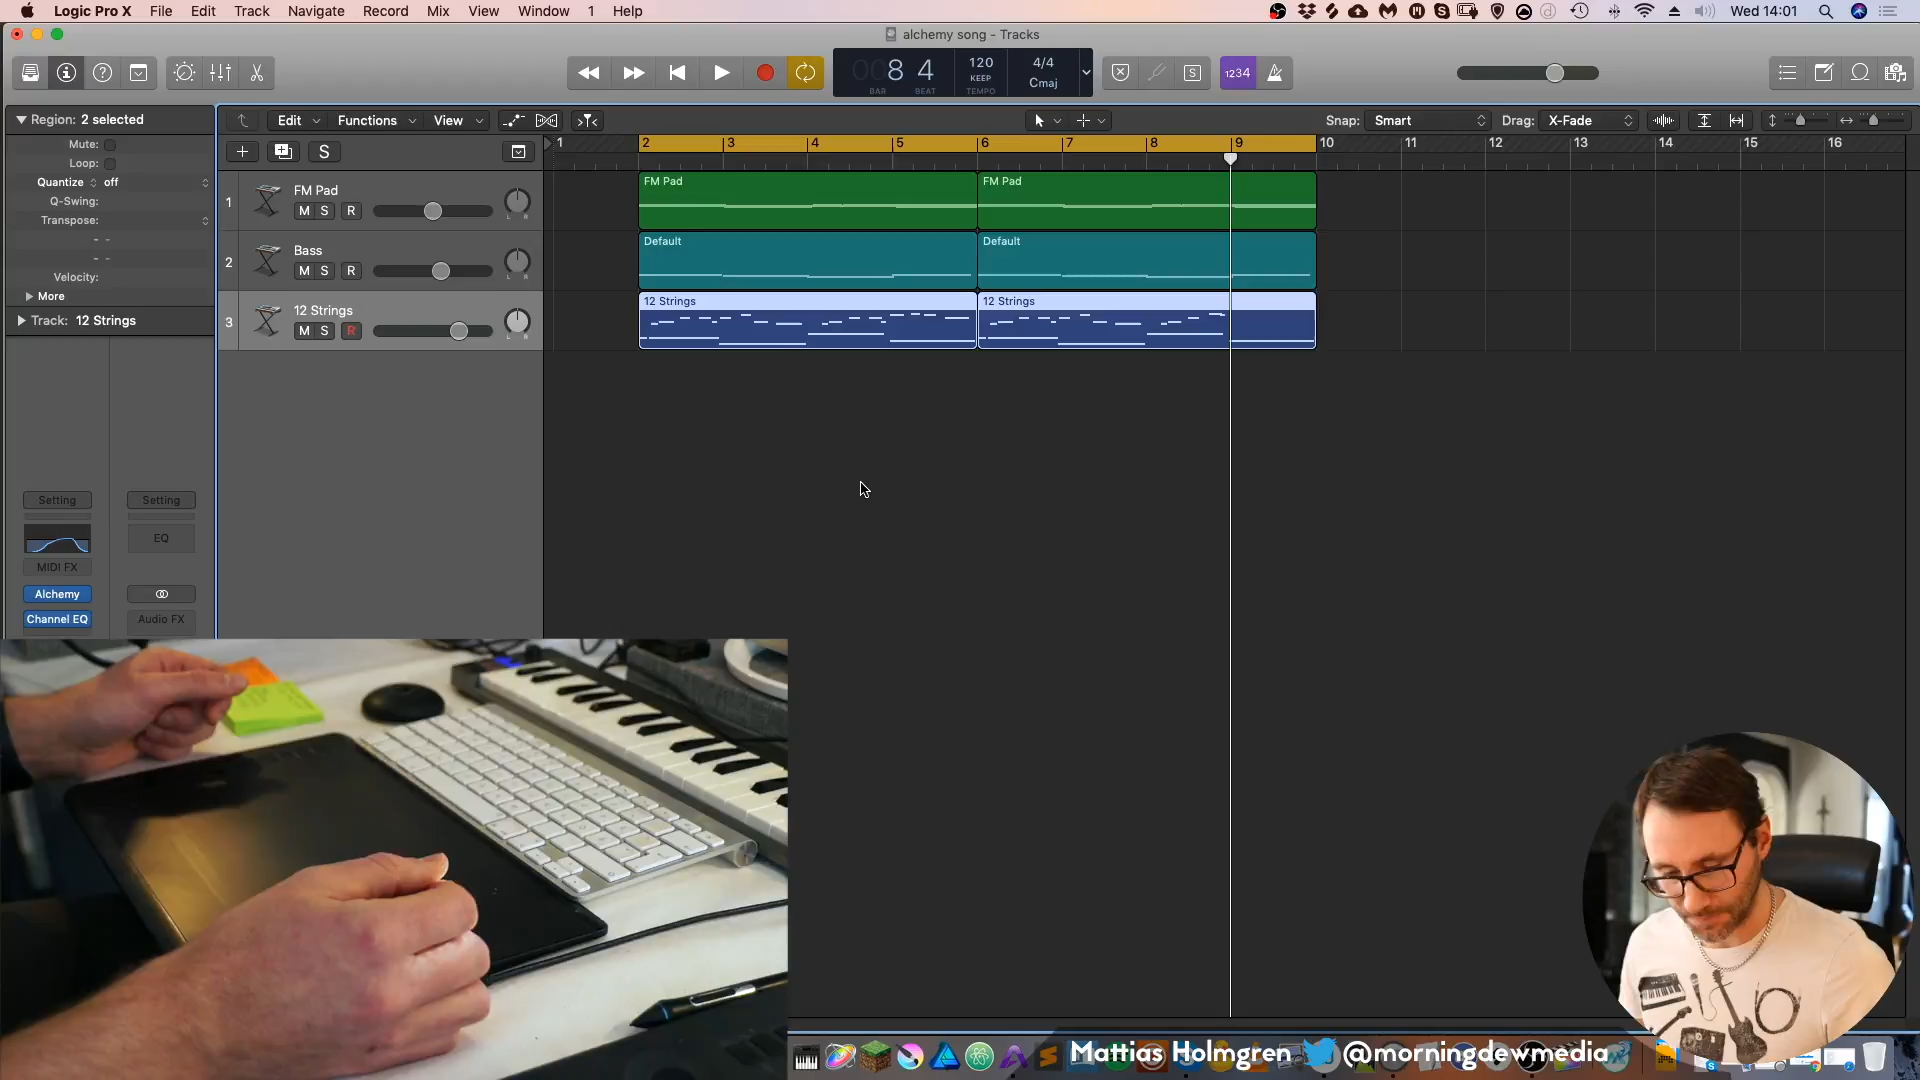 Logic Pro X File Edit Track Navigate Record Mix View Window 1 Help Wed 14:01
alchemy song - Tracks
8 4 120 4/4
KEEP Cmaj
BAR BEAT TEMPO
1234
S
Region: 2 selected
Edit Functions View Snap: Smart Drag: X-Fade
Mute:
Loop:
Quantize off
Q-Swing:
Transpose:
Velocity:
More
Track: 12 Strings
S
1 2 3 4 5 6 7 8 9 10 11 12 13 14 15 16
1 FM Pad
M S R
FM Pad FM Pad
2 Bass
M S R
Default Default
3 12 Strings
M S R
12 Strings 12 Strings
Setting Setting
EQ
MIDI FX
Alchemy
Channel EQ Audio FX
Mattias Holmgren @morningdewmedia